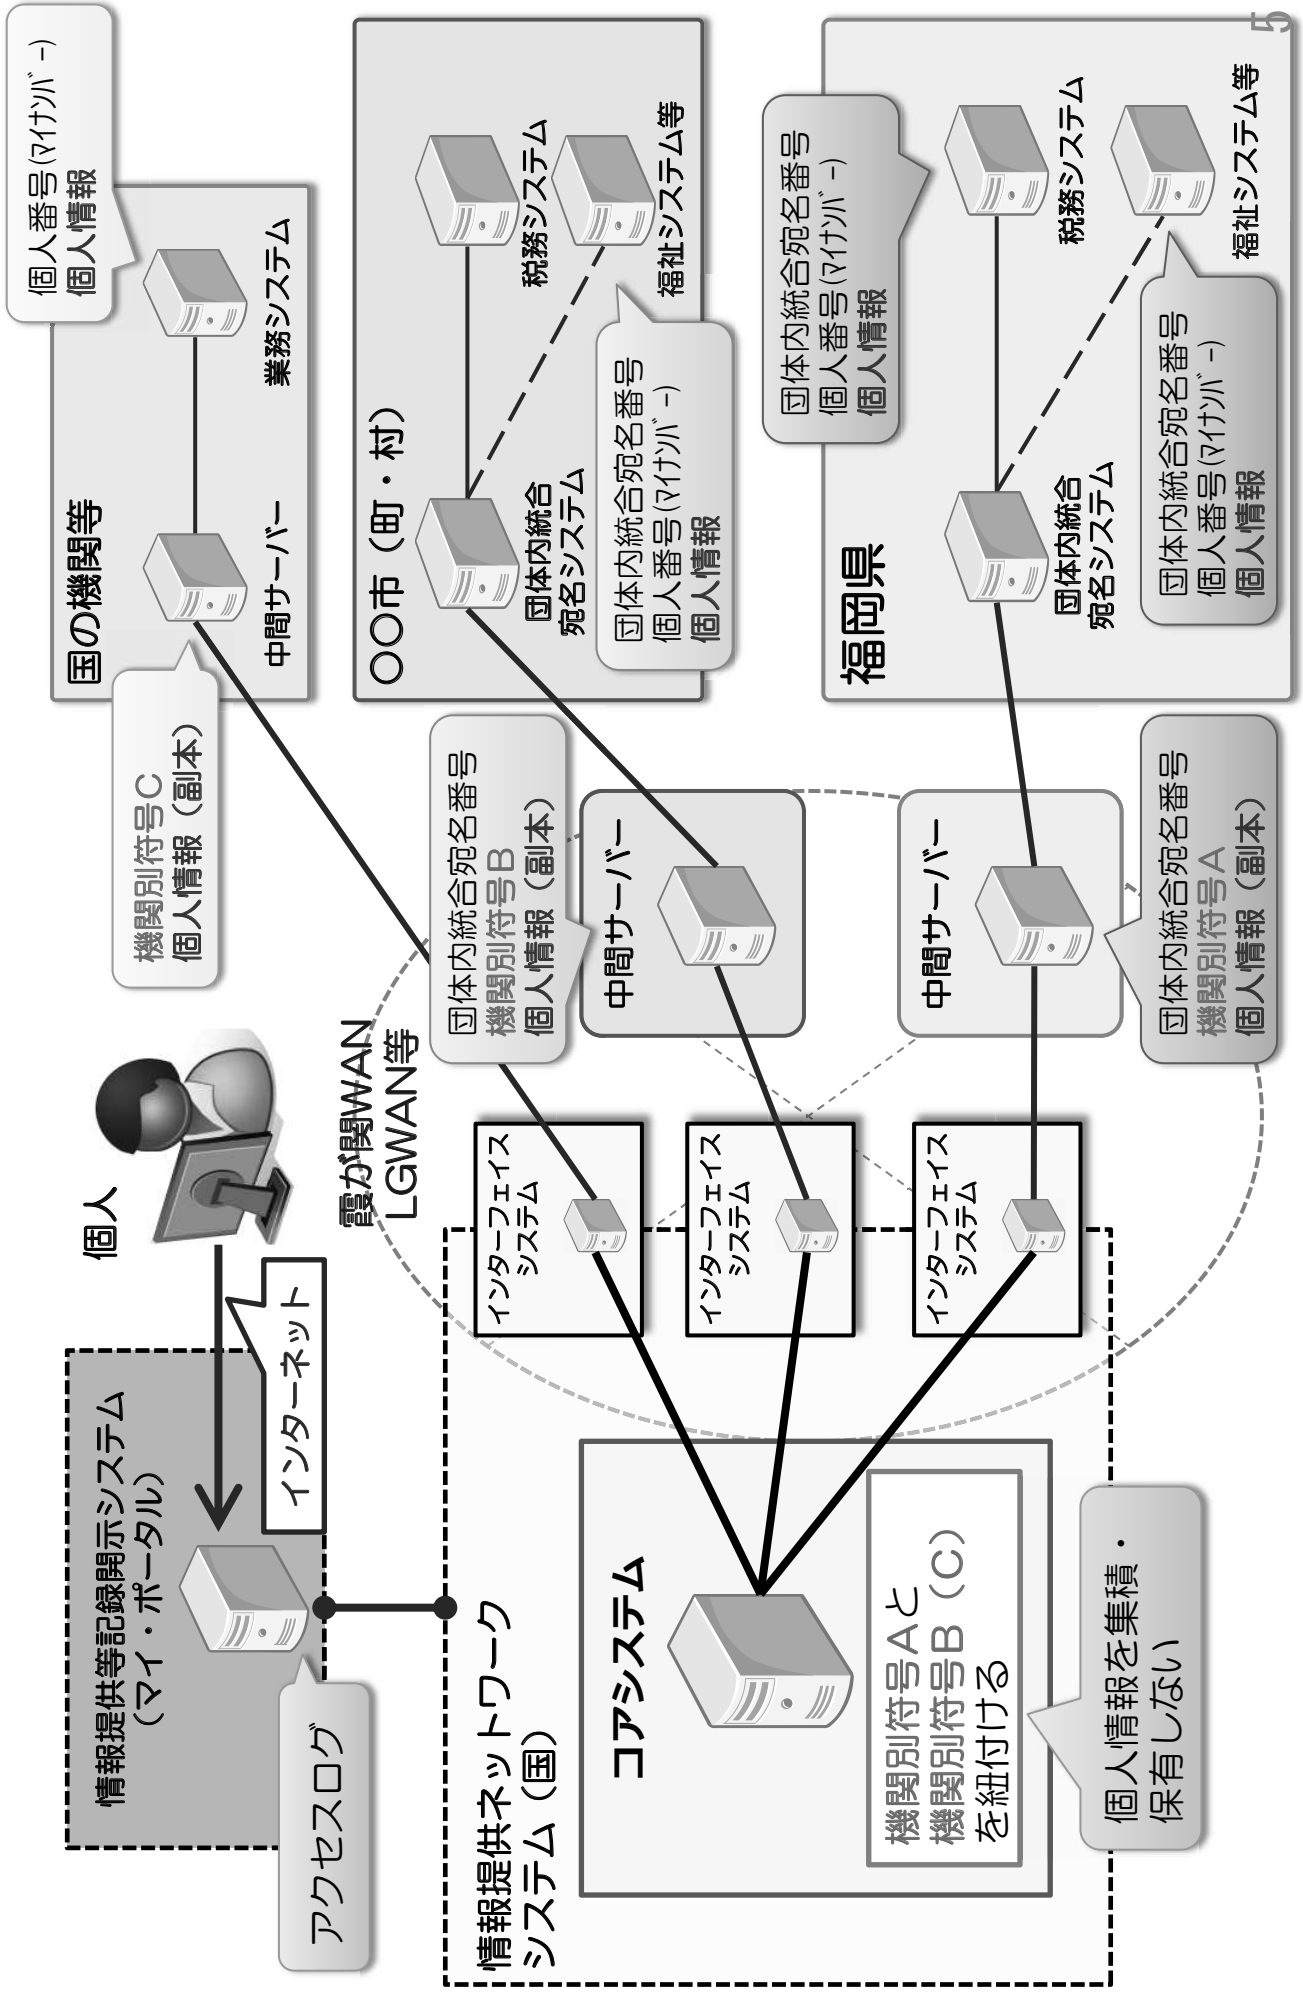 情報提供等記録開示システム
(マイ・ポータル)
アクセスログ
インターネット
個人
機関別符号C
個人情報(副本)
国の機関等
中間サーバー
業務システム
個人番号(マイナンバー)
個人情報
霞が関WAN
LGWAN等
情報提供ネットワーク
システム(国)
コアシステム
機関別符号Aと
機関別符号B(C)
を紐付ける
個人情報を集積・
保有しない
インターフェイス
システム
インターフェイス
システム
インターフェイス
システム
団体内統合宛名番号
機関別符号B
個人情報(副本)
中間サーバー
中間サーバー
団体内統合宛名番号
機関別符号A
個人情報(副本)
〇〇市(町・村)
団体内統合
宛名システム
税務システム
福祉システム等
団体内統合宛名番号
個人番号(マイナンバー)
個人情報
福岡県
団体内統合
宛名システム
団体内統合宛名番号
個人番号(マイナンバー)
個人情報
税務システム
福祉システム等
団体内統合宛名番号
個人番号(マイナンバー)
個人情報
5